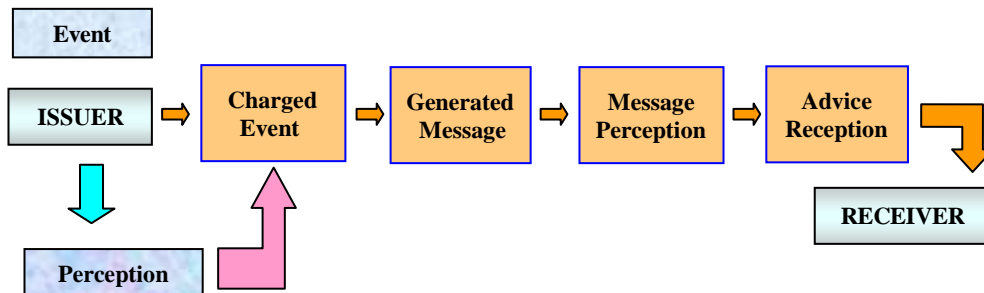 Event
ISSUER
Charged
Event
Generated
Message
Message
Perception
Advice
Reception
RECEIVER
Perception